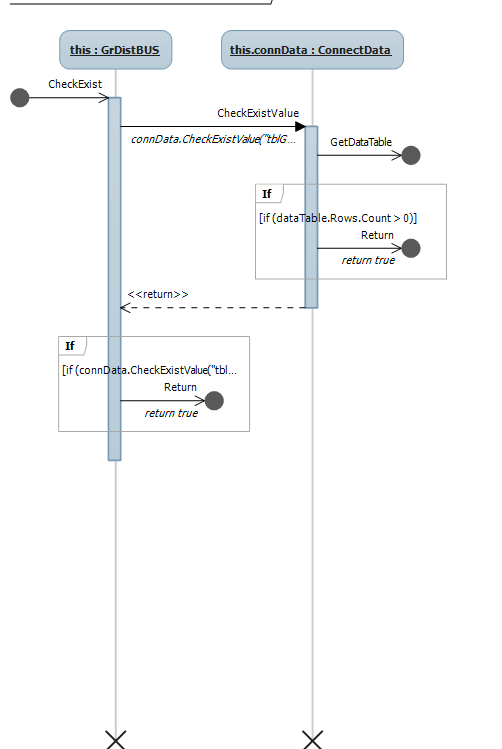 this : GrDistBUS
this.connData : ConnectData
CheckExist
CheckExistValue
connData.CheckExistValue("tblG...
GetDataTable
If
[if (dataTable.Rows.Count > 0)]
Return
return true
<<return>>
If
[if (connData.CheckExistValue("tbl...
Return
return true